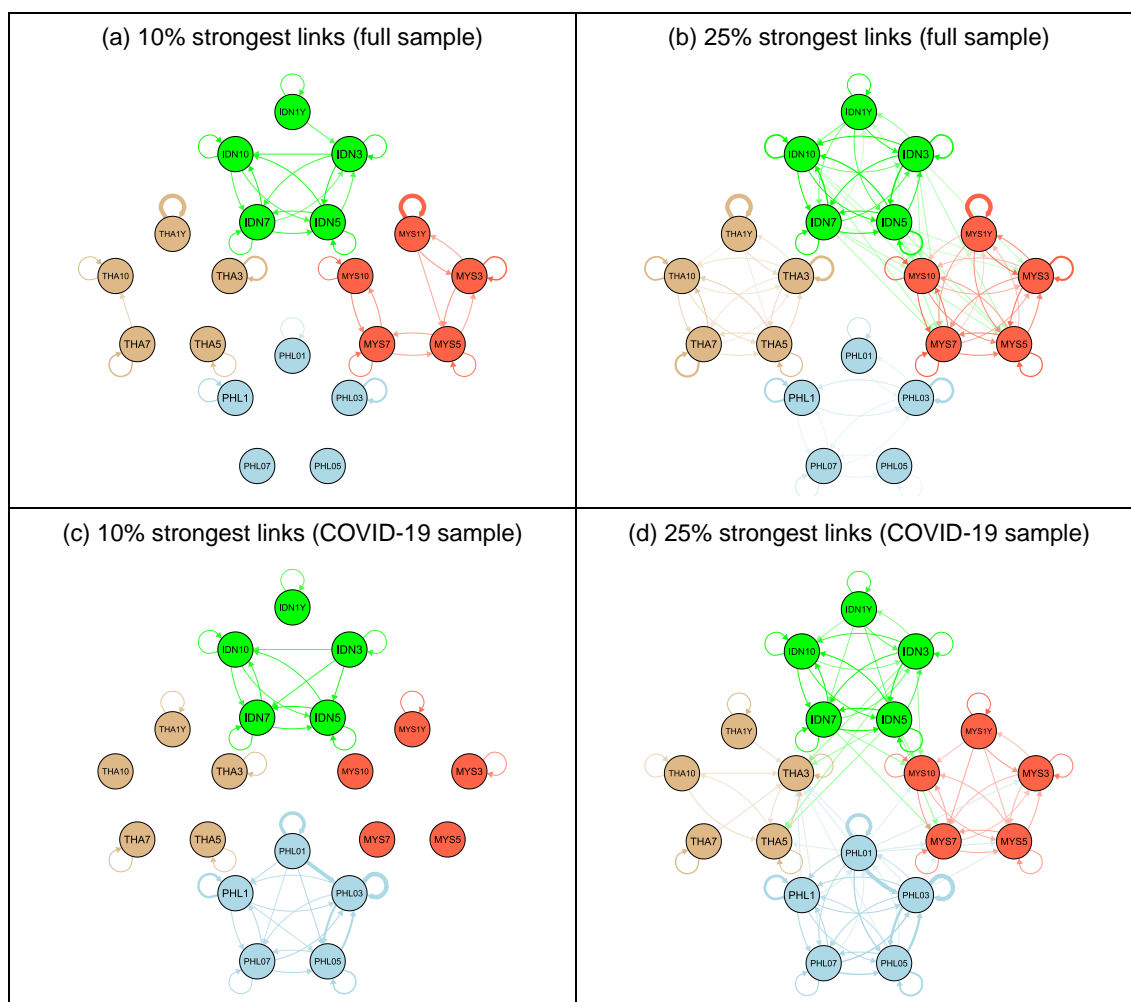 (a) 10% strongest links (full sample)
IDN1Y
IDN10
IDN3
IDN7
IDN5
THA1Y
MYS1Y
THA10
THA3
MYS10
MYS3
THA7
THA5
MYS7
MYS5
PHL01
PHL1
PHL03
PHL07
PHL05
(b) 25% strongest links (full sample)
IDN1Y
IDN10
IDN3
IDN7
IDN5
THA1Y
MYS1Y
THA10
THA3
MYS10
MYS3
THA7
THA5
MYS7
MYS5
PHL01
PHL1
PHL03
PHL07
PHL05
(c) 10% strongest links (COVID-19 sample)
IDN1Y
IDN10
IDN3
IDN7
IDN5
THA1Y
MYS1Y
THA10
THA3
MYS10
MYS3
THA7
THA5
MYS7
MYS5
PHL01
PHL1
PHL03
PHL07
PHL05
(d) 25% strongest links (COVID-19 sample)
IDN1Y
IDN10
IDN3
IDN7
IDN5
THA1Y
MYS1Y
THA10
THA3
MYS10
MYS3
THA7
THA5
MYS7
MYS5
PHL01
PHL1
PHL03
PHL07
PHL05